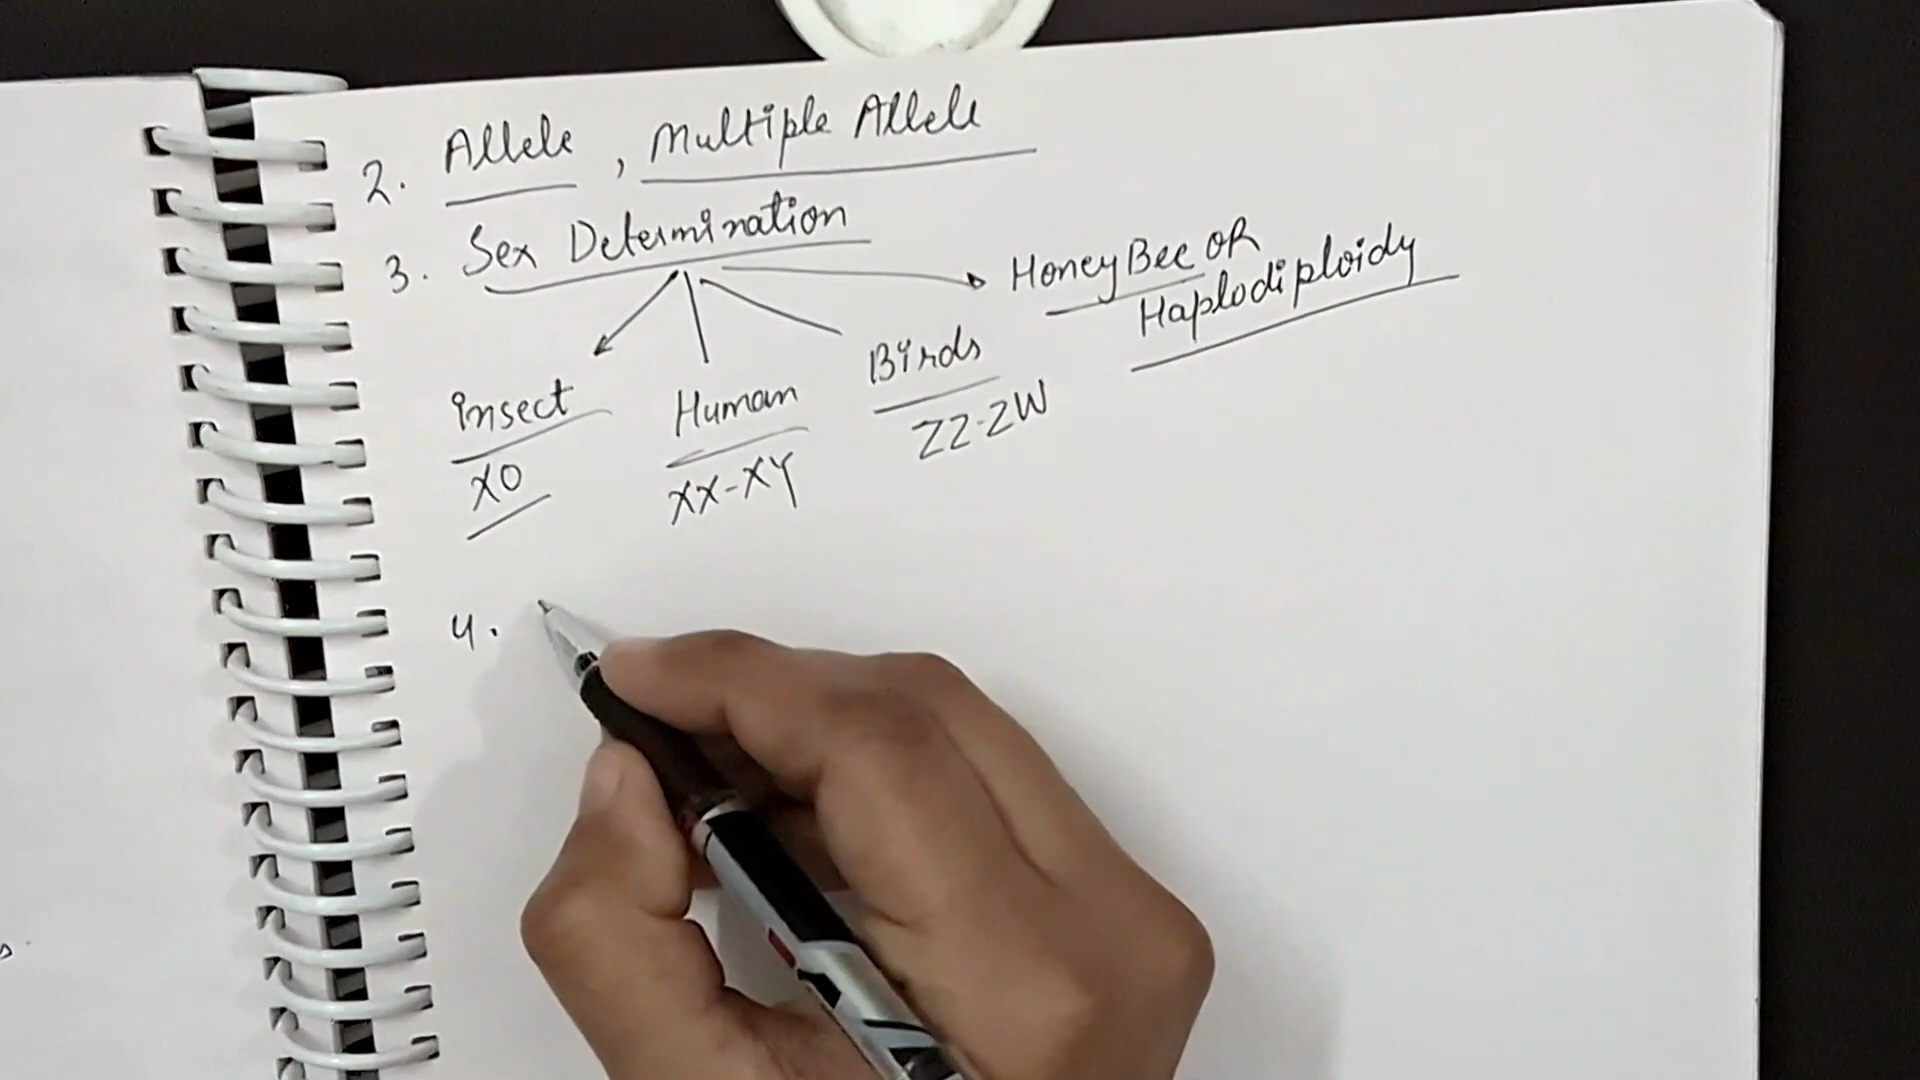 2. Allele, Multiple Allele
3. Sex Determination
Honey Bee OR
Haplodiploidy
insect
XO
Human
XX-XY
Birds
ZZ-ZW
4.